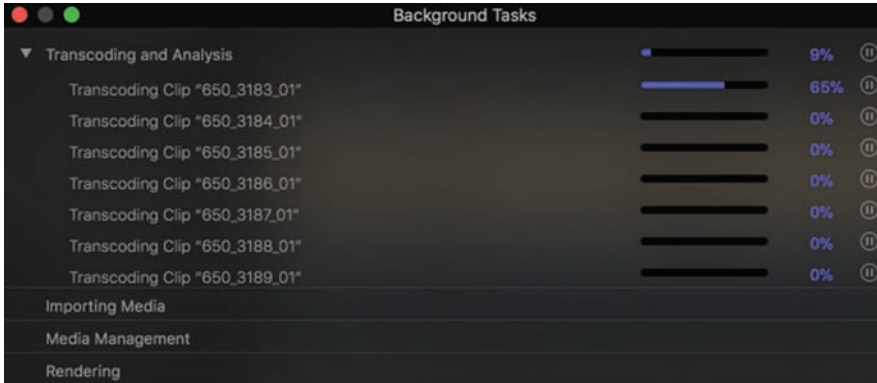 Background Tasks
Transcoding and Analysis 9%
Transcoding Clip "650_3183_01" 65%
Transcoding Clip "650_3184_01" 0%
Transcoding Clip "650_3185_01" 0%
Transcoding Clip "650_3186_01" 0%
Transcoding Clip "650_3187_01" 0%
Transcoding Clip "650_3188_01" 0%
Transcoding Clip "650_3189_01" 0%
Importing Media
Media Management
Rendering